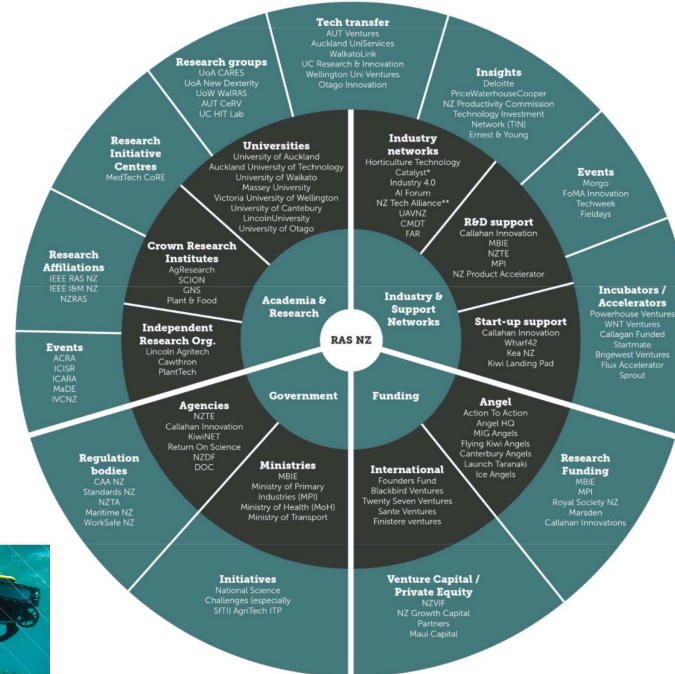 Tech transfer
AUT Ventures
Auckland UniServices
WaikatoLink
UC Research & Innovation
Wellington Uni Ventures
Otago Innovation
Insights
Deloitte
PriceWaterhouseCooper
NZ Productivity Commission
Technology Investment
Network (TIN)
Ernest & Young
Events
Morgo
FoMA Innovation
Techweek
Fieldays
Incubators /
Accelerators
Powerhouse Ventures
WNT Ventures
Callagan Funded
Startmate
Brigewest Ventures
Flux Accelerator
Sprout
Research
Funding
MBIE
MPI
Royal Society NZ
Marsden
Callahan Innovations
Venture Capital /
Private Equity
NZVIF
NZ Growth Capital
Partners
Maui Capital
Initiatives
National Science
Challenges (especially
SfTI) AgriTech ITP
Regulation
bodies
CAA NZ
Standards NZ
NZTA
Maritime NZ
WorkSafe NZ
Events
ACRA
ICISR
ICARA
MaDE
IVCNZ
Research
Affiliations
IEEE RAS NZ
IEEE I&M NZ
NZRAS
Research
Initiative
Centres
MedTech CoRE
Research groups
UoA CARES
UoA New Dexterity
UoW WaIRAS
AUT CeRV
UC HIT Lab
Universities
University of Auckland
Auckland University of Technology
University of Waikato
Massey University
Victoria University of Wellington
University of Cantebury
LincolnUniversity
University of Otago
Industry
networks
Horticulture Technology
Catalyst*
Industry 4.0
AI Forum
NZ Tech Alliance**
UAVNZ
CMDT
FAR
R&D support
Callahan Innovation
MBIE
NZTE
MPI
NZ Product Accelerator
Start-up support
Callahan Innovation
Wharf42
Kea NZ
Kiwi Landing Pad
Angel
Action To Action
Angel HQ
MIG Angels
Flying Kiwi Angels
Canterbury Angels
Launch Taranaki
Ice Angels
International
Founders Fund
Blackbird Ventures
Twenty Seven Ventures
Sante Ventures
Finistere ventures
Ministries
MBIE
Ministry of Primary
Industries (MPI)
Ministry of Health (MoH)
Ministry of Transport
Agencies
NZTE
Callahan Innovation
KiwiNET
Return On Science
NZDF
DOC
Independent
Research Org.
Lincoln Agritech
Cawthron
PlantTech
Crown Research
Institutes
AgResearch
SCION
GNS
Plant & Food
Academia &
Research
Industry &
Support
Networks
RAS NZ
Government
Funding